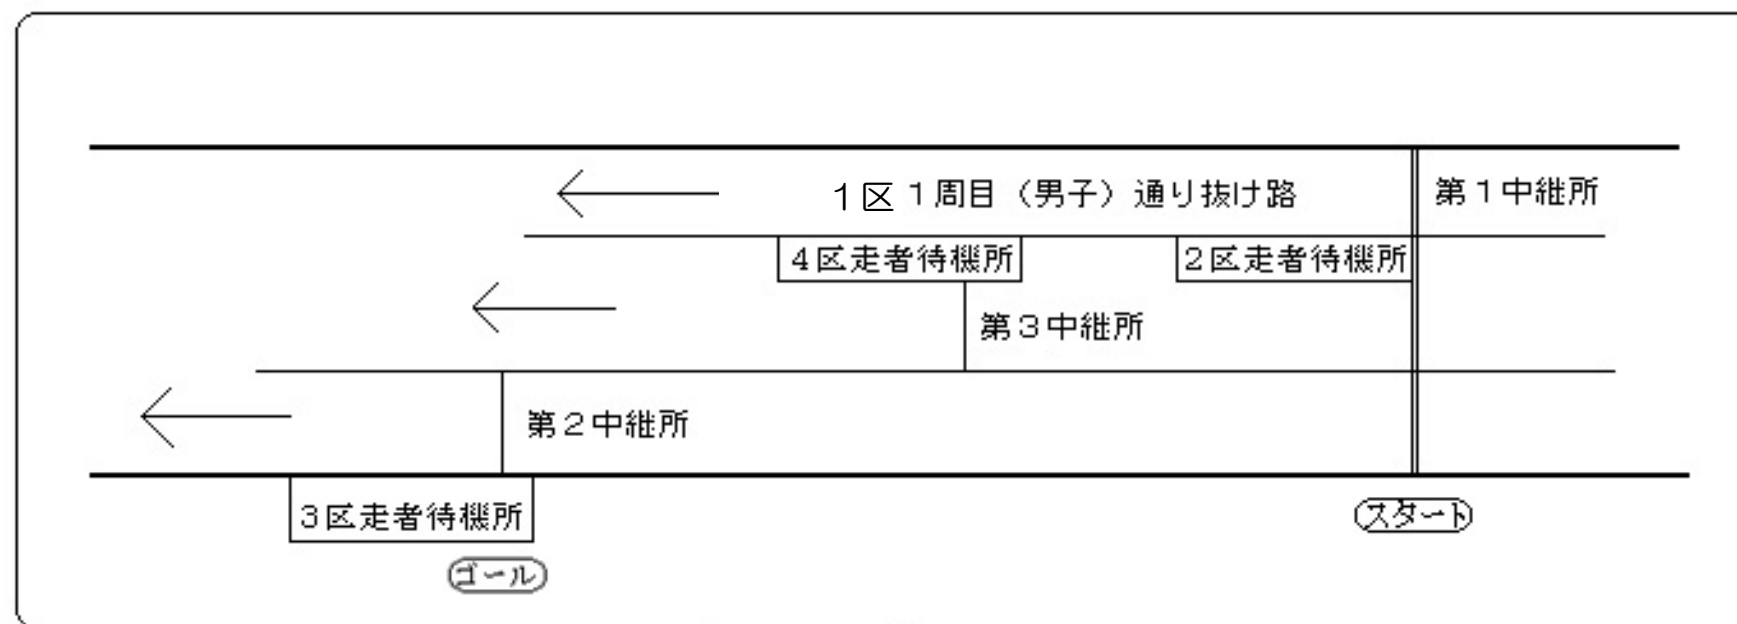 １区１周目（男子）通り抜け路
第１中継所
４区走者待機所
２区走者待機所
第３中継所
第２中継所
３区走者待機所
スタート
ゴール